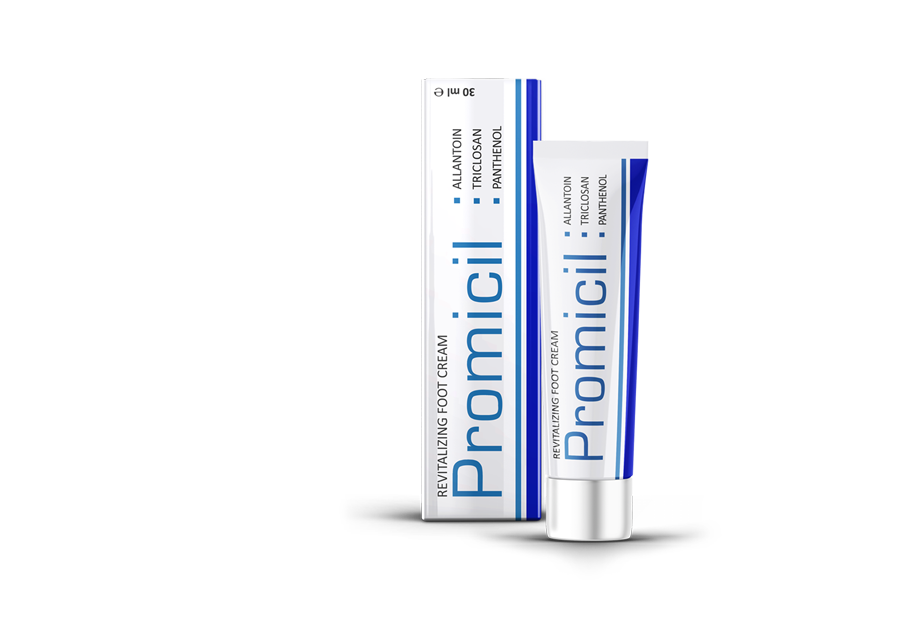 30 ml ℮
ALLANTOIN
TRICLOSAN
PANTHENOL
REVITALIZING FOOT CREAM
Promicil
ALLANTOIN
TRICLOSAN
PANTHENOL
REVITALIZING FOOT CREAM
Promicil